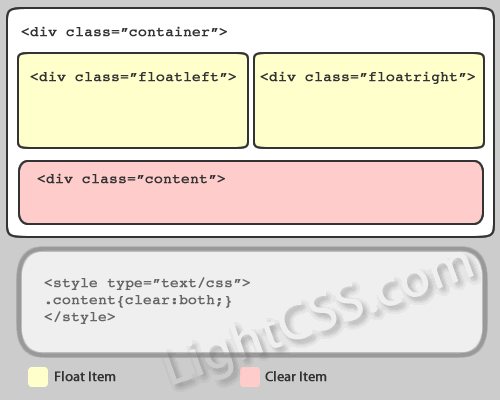 <div class=”container”>
<div class=”floatleft”> <div class=”floatright”>
<div class=”content”>
<style type=”text/css”>
.content{clear:both;}
</style>
LightCSS.com
Float Item Clear Item